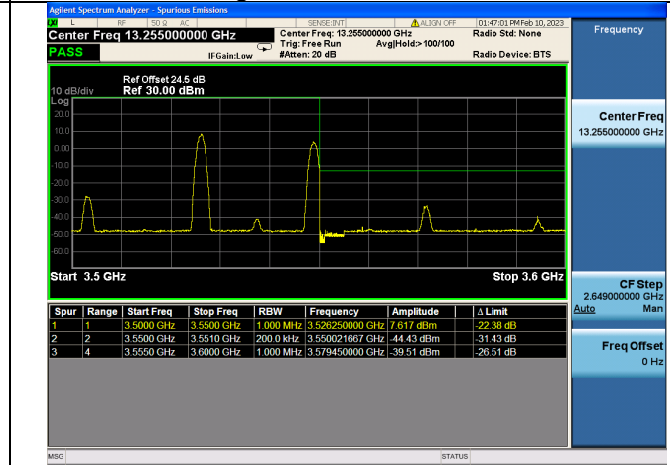 Agilent Spectrum Analyzer - Spurious Emissions
L RF 50 Ω AC SENSE:INT ALIGN OFF 01:47:01 PM Feb 10, 2023
Center Freq 13.255000000 GHz Center Freq: 13.255000000 GHz Radio Std: None
Trig: Free Run Avg|Hold:> 100/100
PASS IFGain:Low #Atten: 20 dB Radio Device: BTS
Ref Offset 24.5 dB
10 dB/div Ref 30.00 dBm
Log
20.0
10.0
0.00
-10.0
-20.0
-30.0
-40.0
-50.0
-60.0
Start 3.5 GHz Stop 3.6 GHz
Spur Range Start Freq Stop Freq RBW Frequency Amplitude Δ Limit
1 1 3.5000 GHz 3.5500 GHz 1.000 MHz 3.526250000 GHz 7.617 dBm -22.38 dB
2 2 3.5500 GHz 3.5510 GHz 200.0 kHz 3.550021667 GHz -44.43 dBm -31.43 dB
3 4 3.5550 GHz 3.6000 GHz 1.000 MHz 3.579450000 GHz -39.51 dBm -26.51 dB
MSG STATUS
Frequency
Center Freq
13.255000000 GHz
CF Step
2.649000000 GHz
Auto Man
Freq Offset
0 Hz